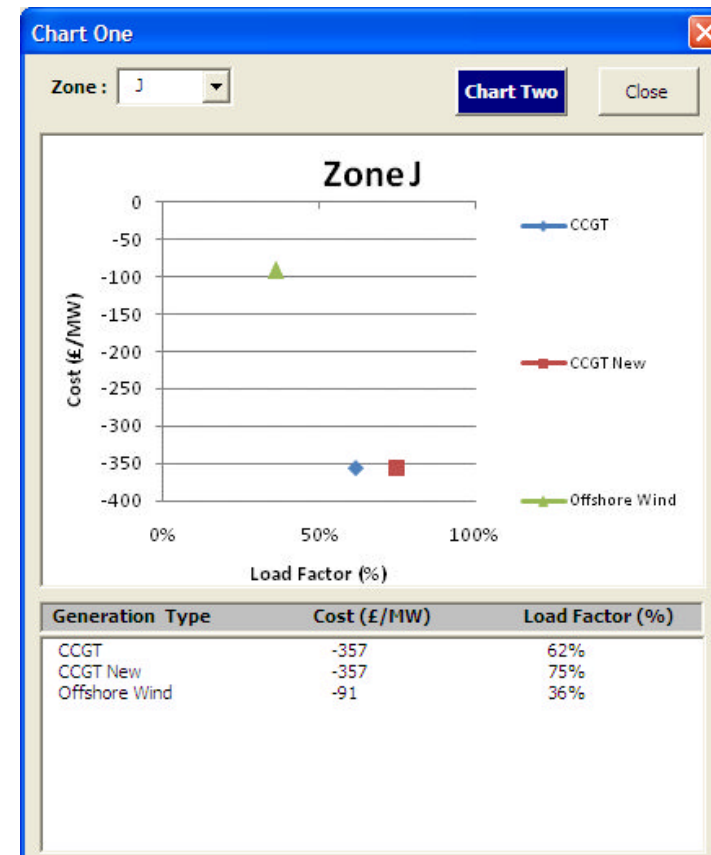 Chart One
Zone : J
Chart Two
Close
Zone J
0
-50
-100
-150
-200
-250
-300
-350
-400
Cost (£/MW)
0% 50% 100%
Load Factor (%)
CCGT
CCGT New
Offshore Wind
Generation Type Cost (£/MW) Load Factor (%)
CCGT -357 62%
CCGT New -357 75%
Offshore Wind -91 36%